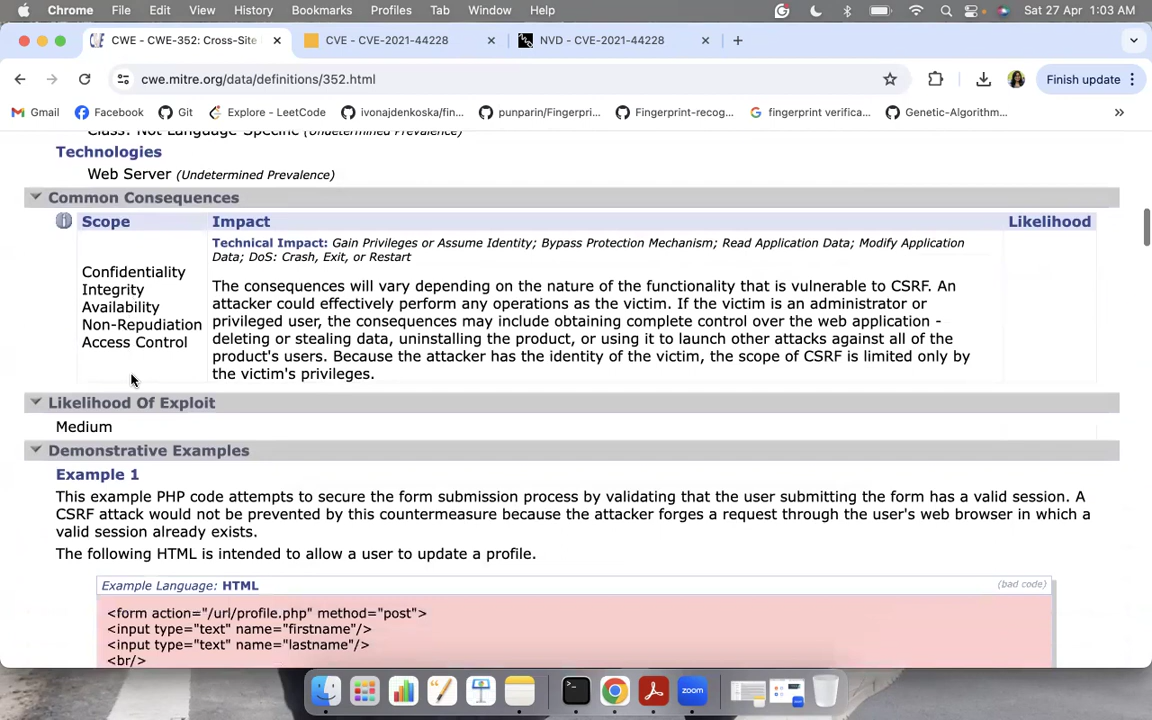 Chrome File Edit View History Bookmarks Profiles Tab Window Help Sat 27 Apr 1:03 AM
CWE - CWE-352: Cross-Site CVE - CVE-2021-44228 NVD - CVE-2021-44228
cwe.mitre.org/data/definitions/352.html Finish update
Gmail Facebook Git Explore - LeetCode ivonajdenkoska/fin... punparin/Fingerpri... Fingerprint-recog... fingerprint verifica... Genetic-Algorithm...
Class: Not Language-Specific (Undetermined Prevalence)
Technologies
Web Server (Undetermined Prevalence)
Common Consequences
Scope Impact Likelihood
Technical Impact: Gain Privileges or Assume Identity; Bypass Protection Mechanism; Read Application Data; Modify Application
Data; DoS: Crash, Exit, or Restart
Confidentiality
Integrity
Availability
Non-Repudiation
Access Control
The consequences will vary depending on the nature of the functionality that is vulnerable to CSRF. An
attacker could effectively perform any operations as the victim. If the victim is an administrator or
privileged user, the consequences may include obtaining complete control over the web application -
deleting or stealing data, uninstalling the product, or using it to launch other attacks against all of the
product's users. Because the attacker has the identity of the victim, the scope of CSRF is limited only by
the victim's privileges.
Likelihood Of Exploit
Medium
Demonstrative Examples
Example 1
This example PHP code attempts to secure the form submission process by validating that the user submitting the form has a valid session. A
CSRF attack would not be prevented by this countermeasure because the attacker forges a request through the user's web browser in which a
valid session already exists.
The following HTML is intended to allow a user to update a profile.
Example Language: HTML (bad code)
<form action="/url/profile.php" method="post">
<input type="text" name="firstname"/>
<input type="text" name="lastname"/>
<br/>
zoom